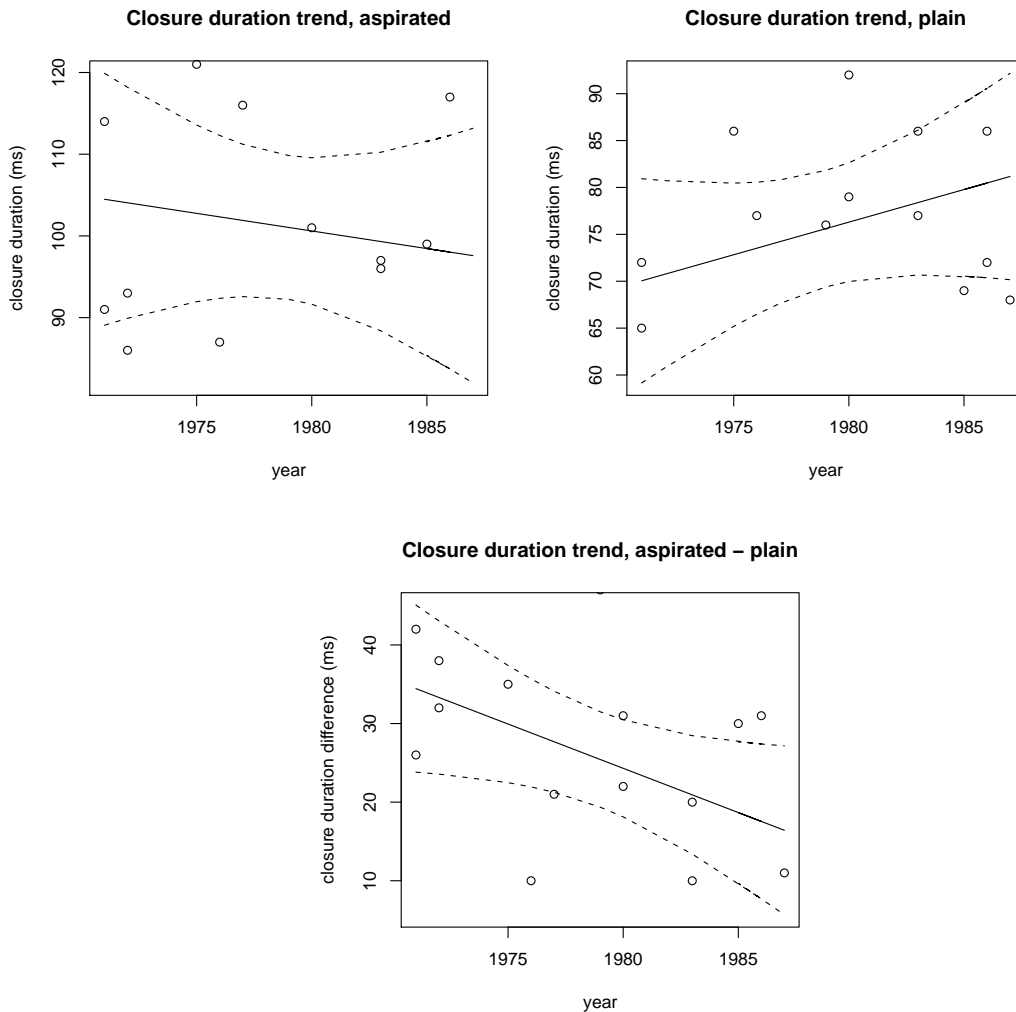 Closure duration trend, aspirated
closure duration (ms)
90
100
110
120
1975
1980
1985
year
Closure duration trend, plain
closure duration (ms)
60
65
70
75
80
85
90
1975
1980
1985
year
Closure duration trend, aspirated − plain
closure duration difference (ms)
10
20
30
40
1975
1980
1985
year